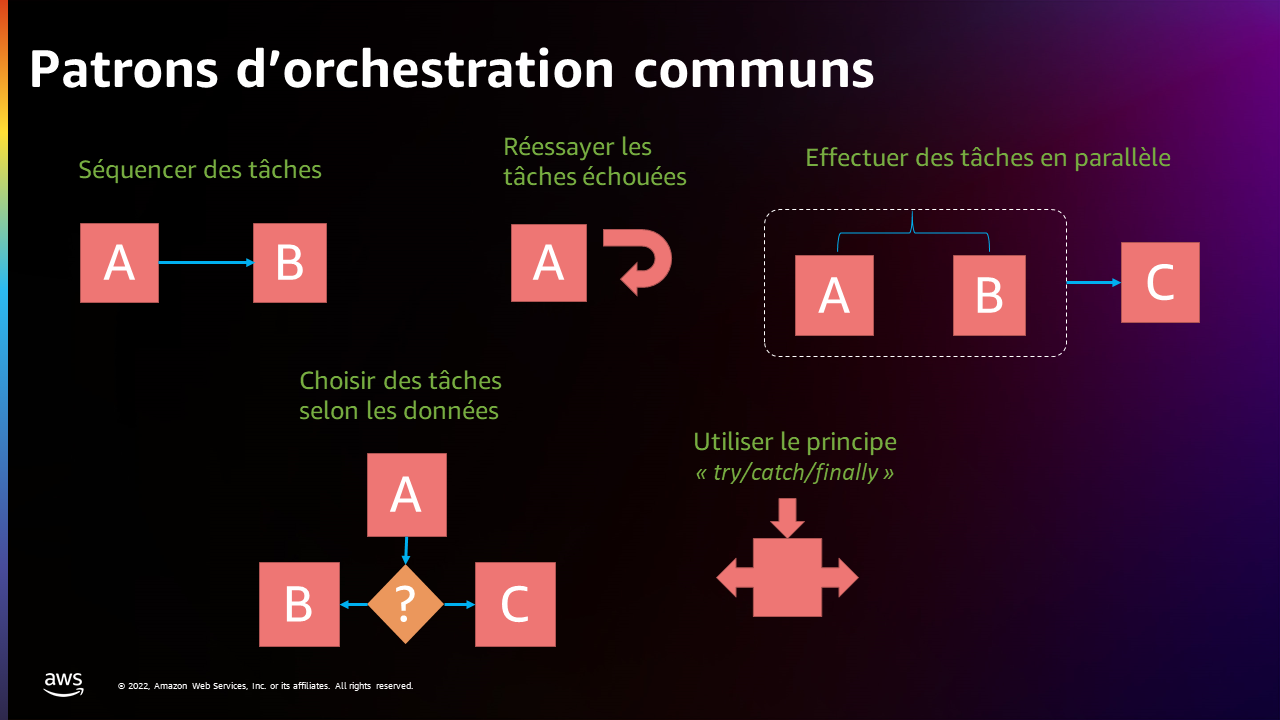 Patrons d’orchestration communs
Séquencer des tâches
A
B
Réessayer les
tâches échouées
A
Effectuer des tâches en parallèle
A
B
C
Choisir des tâches
selon les données
A
B
?
C
Utiliser le principe
« try/catch/finally »
aws
© 2022, Amazon Web Services, Inc. or its affiliates. All rights reserved.